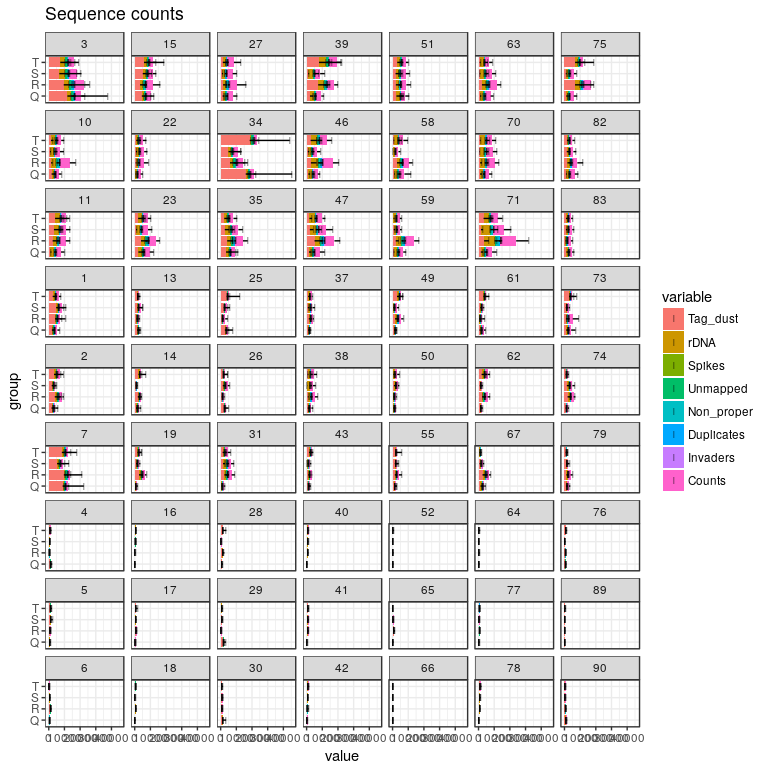 Sequence counts
3 15 27 39 51 63 75
T
S
R
Q
10 22 34 46 58 70 82
T
S
R
Q
11 23 35 47 59 71 83
T
S
R
Q
1 13 25 37 49 61 73
T
S
R
Q
2 14 26 38 50 62 74
T
S
R
Q
7 19 31 43 55 67 79
T
S
R
Q
4 16 28 40 52 64 76
T
S
R
Q
5 17 29 41 65 77 89
T
S
R
Q
6 18 30 42 66 78 90
T
S
R
Q
value
group
variable
Tag_dust
rDNA
Spikes
Unmapped
Non_proper
Duplicates
Invaders
Counts